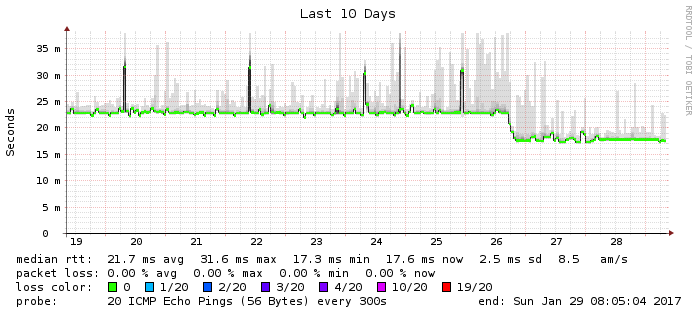 Last 10 Days
RRDTOOL / TOBI OETIKER
Seconds
35 m
30 m
25 m
20 m
15 m
10 m
5 m
0
19 20 21 22 23 24 25 26 27 28
median rtt: 21.7 ms avg 31.6 ms max 17.3 ms min 17.6 ms now 2.5 ms sd 8.5 am/s
packet loss: 0.00 % avg 0.00 % max 0.00 % min 0.00 % now
loss color: 0 1/20 2/20 3/20 4/20 10/20 19/20
probe: 20 ICMP Echo Pings (56 Bytes) every 300s end: Sun Jan 29 08:05:04 2017